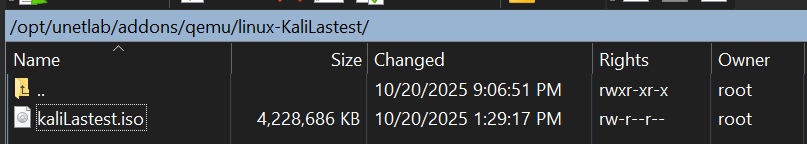 /opt/unetlab/addons/qemu/linux-KaliLastest/
Name Size Changed Rights Owner
.. 10/20/2025 9:06:51 PM rwxr-xr-x root
kaliLastest.iso 4,228,686 KB 10/20/2025 1:29:17 PM rw-r--r-- root